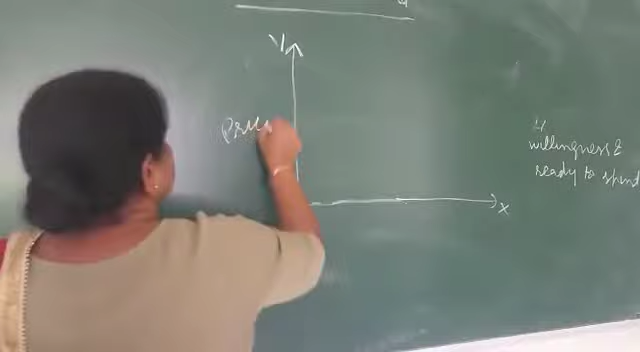 y
x
willingness &
ready to spend